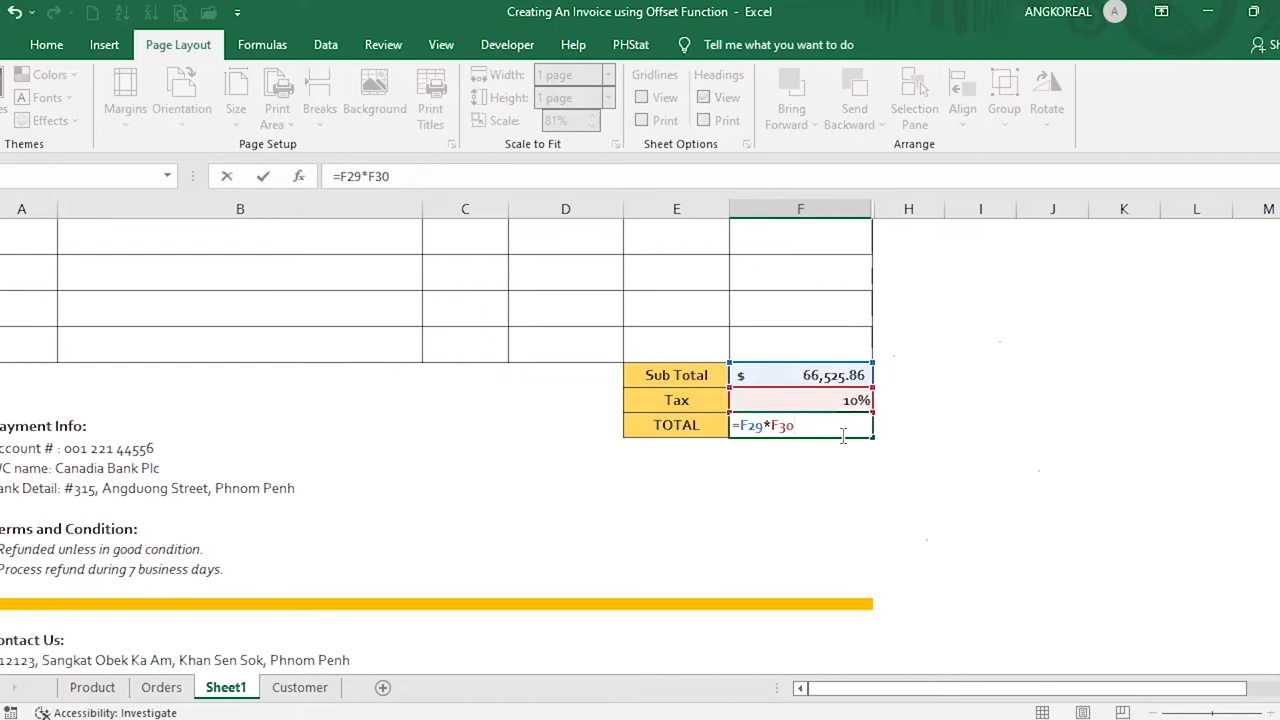 Creating An Invoice using Offset Function - Excel
ANGKOREAL A
Home Insert Page Layout Formulas Data Review View Developer Help PHStat Tell me what you want to do
Colors Width: 1 page Gridlines Headings
Fonts Height: 1 page View View
Effects Scale: 81% Print Print
Margins Orientation Size Print Area Breaks Background Print Titles Bring Forward Send Backward Selection Pane Align Group Rotate
Themes Page Setup Scale to Fit Sheet Options Arrange
fx =F29*F30
A B C D E F H I J K L M
Sub Total $ 66,525.86
Tax 10%
TOTAL =F29*F30
ayment Info:
ccount # : 001 221 44556
/C name: Canadia Bank Plc
ank Detail: #315, Angduong Street, Phnom Penh
erms and Condition:
Refunded unless in good condition.
Process refund during 7 business days.
ontact Us:
12123, Sangkat Obek Ka Am, Khan Sen Sok, Phnom Penh
Product Orders Sheet1 Customer
Accessibility: Investigate